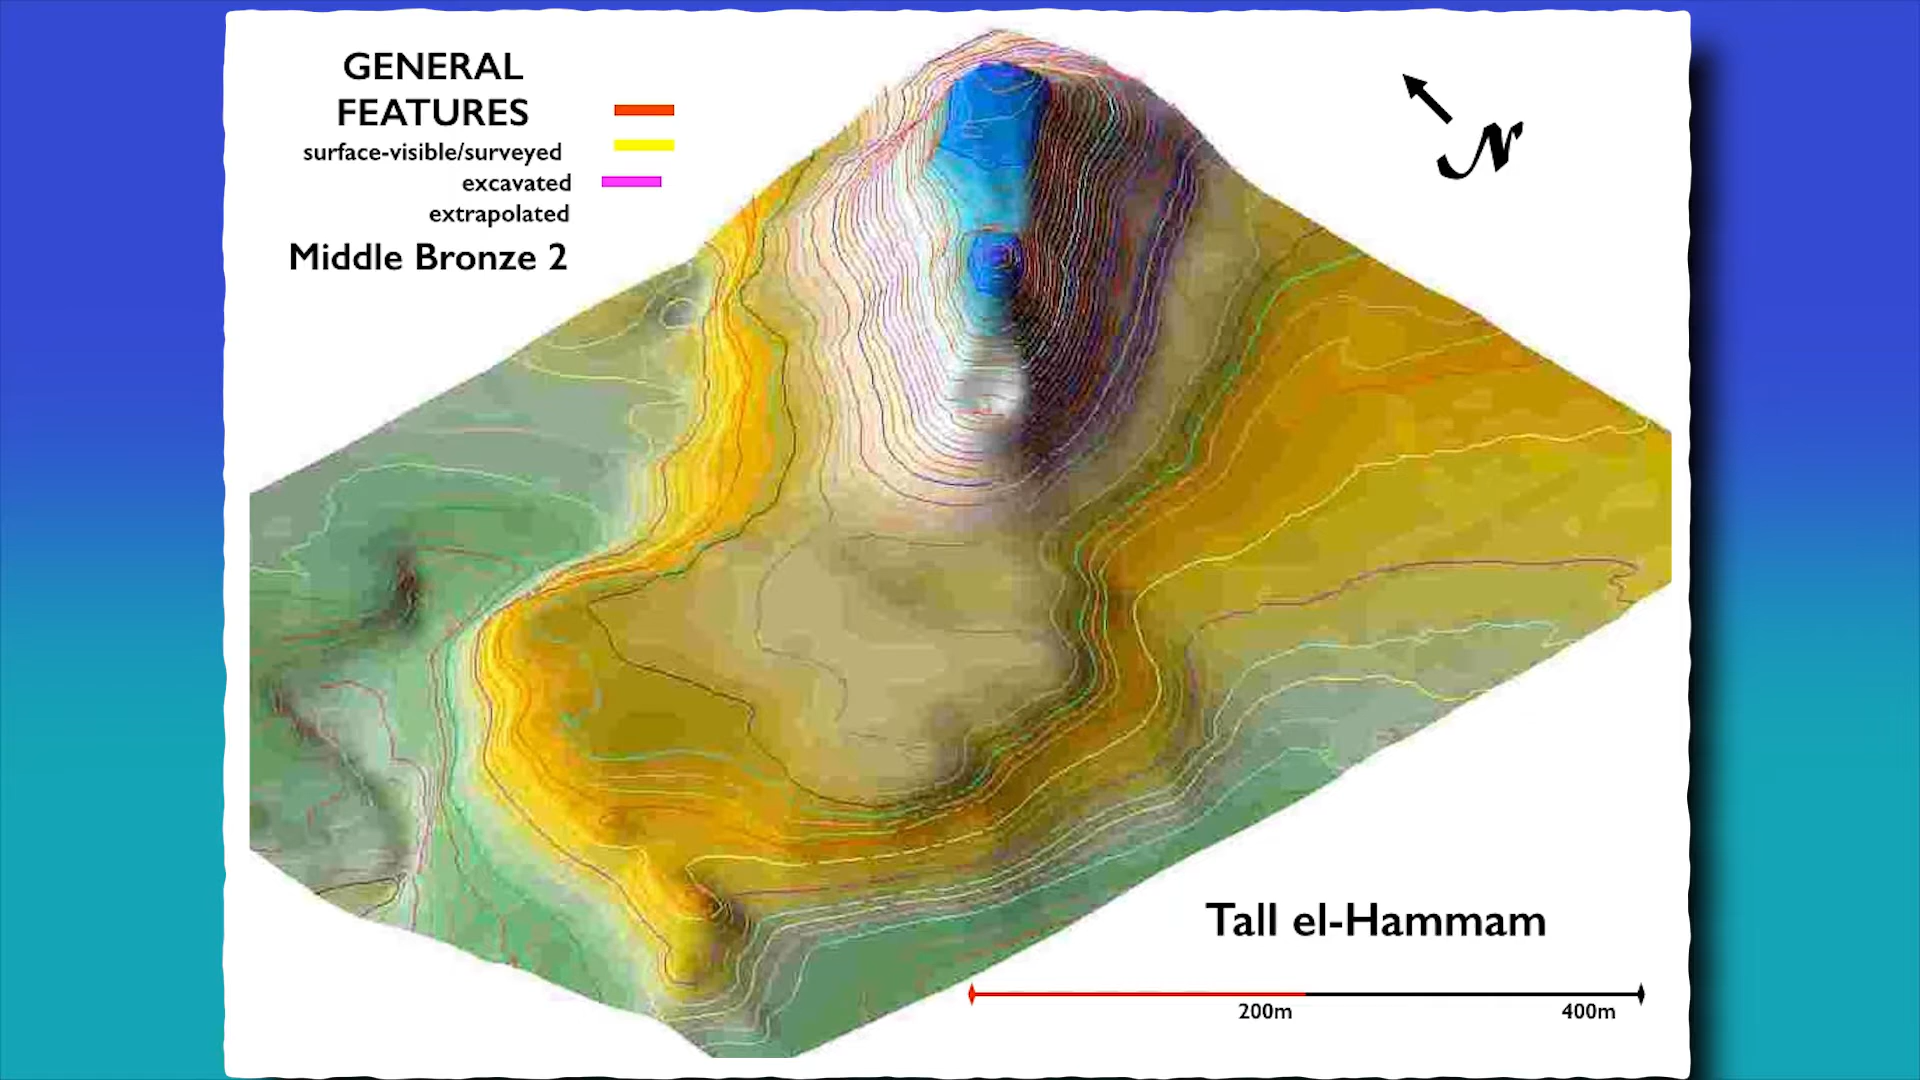 GENERAL
FEATURES
surface-visible/surveyed
excavated
extrapolated
Middle Bronze 2
N
Tall el-Hammam
200m
400m